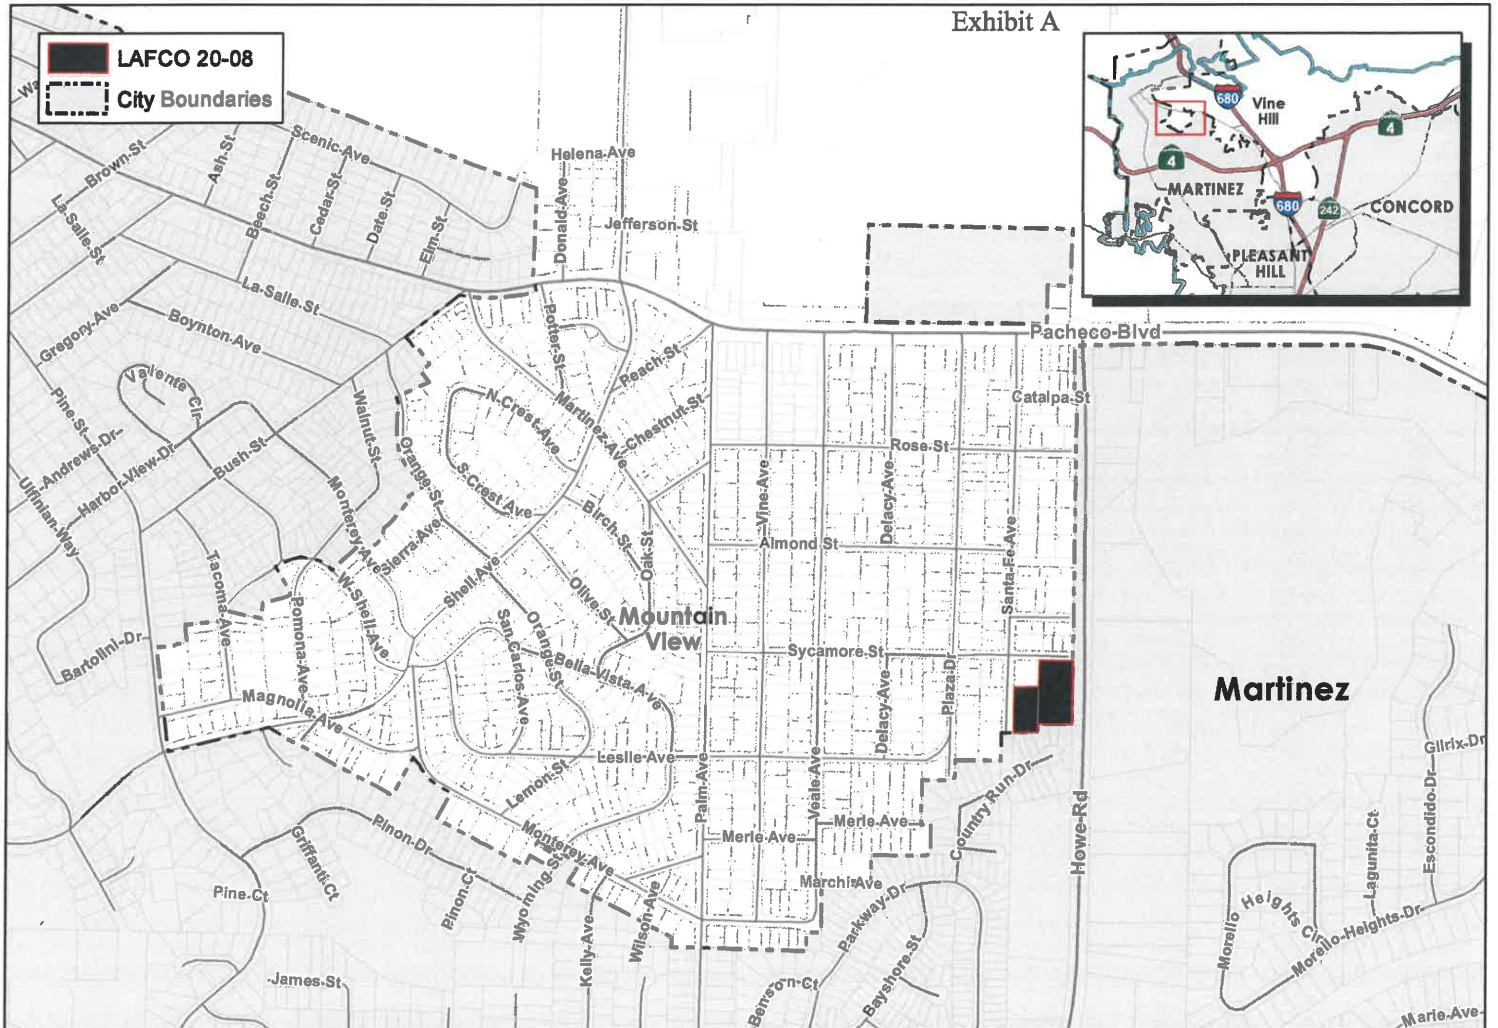 Exhibit A
LAFCO 20-08
City Boundaries
680
Vine
Hill
4
4
MARTINEZ
680
242
CONCORD
PLEASANT
HILL
Scenic Ave
Helena Ave
Brown St
Ash St
Beech St
Cedar St
Date St
Elm St
Donald Ave
Jefferson St
La Salle St
La Salle St
Gregory Ave
Boynton Ave
Potter St
Pacheco Blvd
Peach St
Valente Cir
Pine St
Walnut St
N Crest Ave
Martinez Ave
Chestnut St
Catalpa St
Andrews Dr
Harbor View Dr
Bush St
Orange St
S Crest Ave
Rose St
Vine Ave
Delacy Ave
Uffinian Way
Monterey Ave
Sierra Ave
Birch St
Oak St
Almond St
Santa Fe Ave
Tacoma Ave
Pomona Ave
W Shell Ave
Shell Ave
Olive St
Mountain
View
San Carlos Ave
Orange St
Bella Vista Ave
Sycamore St
Bartolini Dr
Magnolia Ave
Delacy Ave
Plaza Dr
Martinez
Leslie Ave
Lemon St
Palm Ave
Veale Ave
Country Run Dr
Howe Rd
Gilrix Dr
Escondido Dr
Lagunita Ct
Pinon Dr
Griffanti Ct
Monterey Ave
Merle Ave
Merle Ave
Marchi Ave
Pine Ct
Pinon Ct
Wyoming St
Kelly Ave
Wilson Ave
Parkway Dr
Bayshore St
Benson Ct
James St
Morello Heights Cir
Morello Heights Dr
Marie Ave